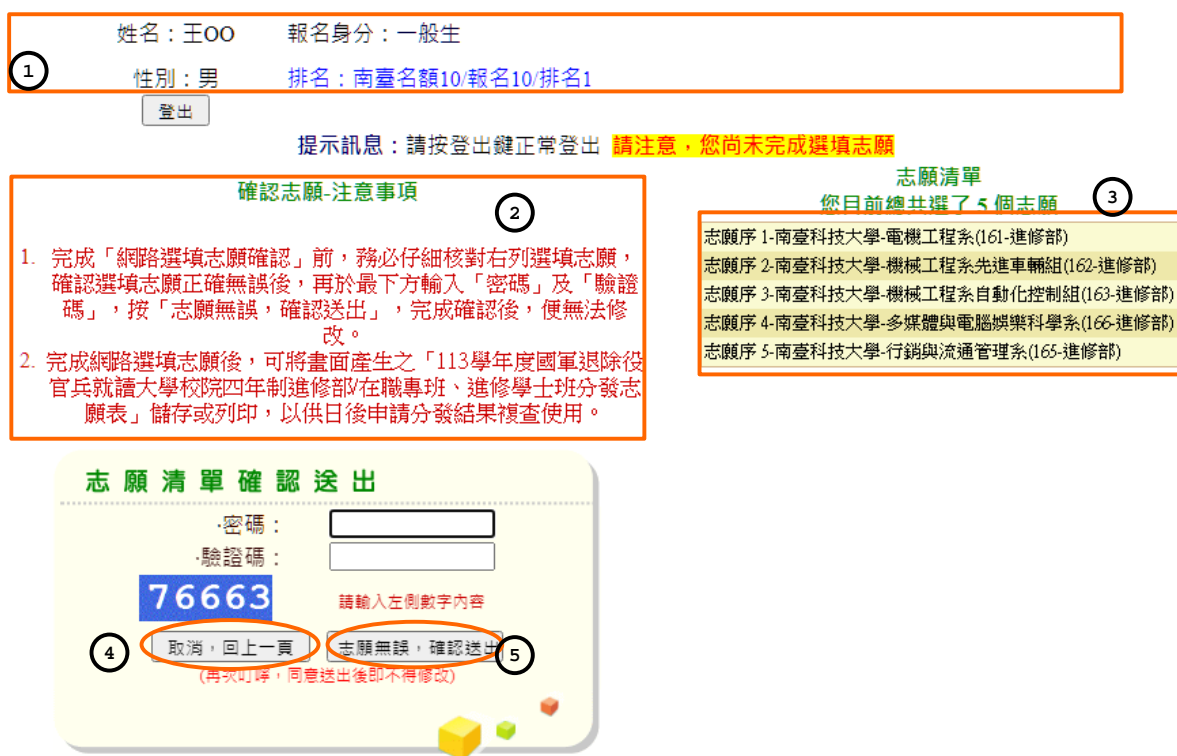 姓名：王OO 報名身分：一般生
1
性別：男 排名：南臺名額10/報名10/排名1
登出
提示訊息：請按登出鍵正常登出 請注意，您尚未完成選填志願
確認志願-注意事項
2
1. 完成「網路選填志願確認」前，務必仔細核對右列選填志願，
確認選填志願正確無誤後，再於最下方輸入「密碼」及「驗證
碼」，按「志願無誤，確認送出」，完成確認後，便無法修
改。
2. 完成網路選填志願後，可將畫面產生之「113學年度國軍退除役
官兵就讀大學校院四年制進修部/在職專班、進修學士班分發志
願表」儲存或列印，以供日後申請分發結果複查使用。
志願清單
3
您目前總共選了 5 個志願
志願序 1-南臺科技大學-電機工程系(161-進修部)
志願序 2-南臺科技大學-機械工程系先進車輛組(162-進修部)
志願序 3-南臺科技大學-機械工程系自動化控制組(163-進修部)
志願序 4-南臺科技大學-多媒體與電腦娛樂科學系(166-進修部)
志願序 5-南臺科技大學-行銷與流通管理系(165-進修部)
志願清單確認送出
·密碼：
·驗證碼：
76663 請輸入左側數字內容
4 取消，回上一頁 志願無誤，確認送出 5
(再次叮嚀，同意送出後即不得修改)